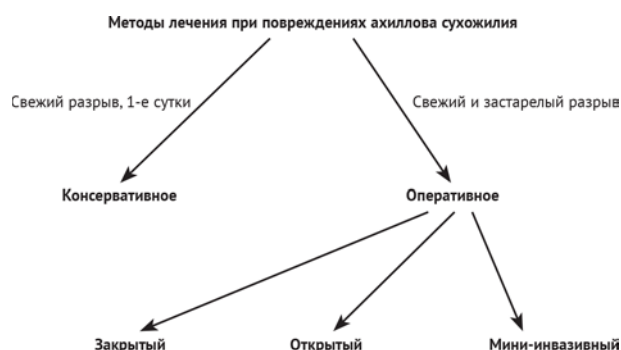 Методы лечения при повреждениях ахиллова сухожилия
Свежий разрыв, 1-е сутки
Свежий и застарелый разрыв
Консервативное
Оперативное
Закрытый
Открытый
Мини-инвазивный